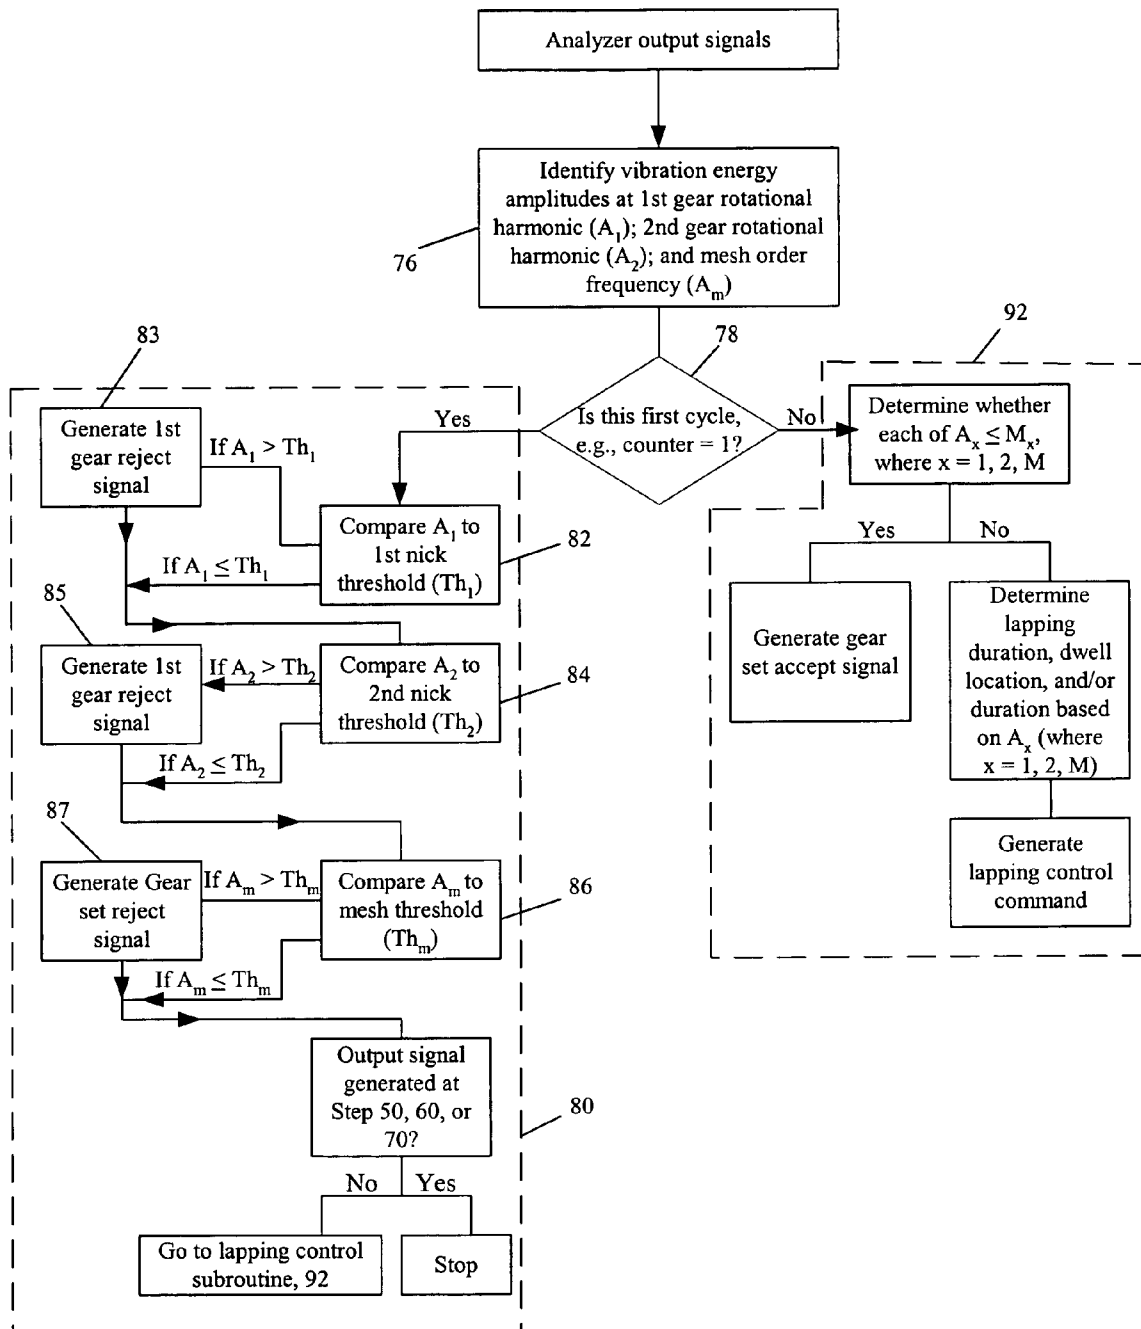 Analyzer output signals
Identify vibration energy
amplitudes at 1st gear rotational
harmonic (A₁); 2nd gear rotational
harmonic (A₂); and mesh order
frequency (Aₘ)
76
78
Is this first cycle,
e.g., counter = 1?
Yes
No
92
Determine whether
each of Aₓ ≤ Mₓ,
where x = 1, 2, M
Yes
No
Generate gear
set accept signal
Determine
lapping
duration, dwell
location, and/or
duration based
on Aₓ (where
x = 1, 2, M)
Generate
lapping control
command
83
Generate 1st
gear reject
signal
If A₁ > Th₁
Compare A₁ to
1st nick
threshold (Th₁)
82
If A₁ ≤ Th₁
85
Generate 1st
gear reject
signal
If A₂ > Th₂
Compare A₂ to
2nd nick
threshold (Th₂)
84
If A₂ ≤ Th₂
87
Generate Gear
set reject
signal
If Aₘ > Thₘ
Compare Aₘ to
mesh threshold
(Thₘ)
86
If Aₘ ≤ Thₘ
Output signal
generated at
Step 50, 60, or
70?
80
No
Yes
Go to lapping control
subroutine, 92
Stop